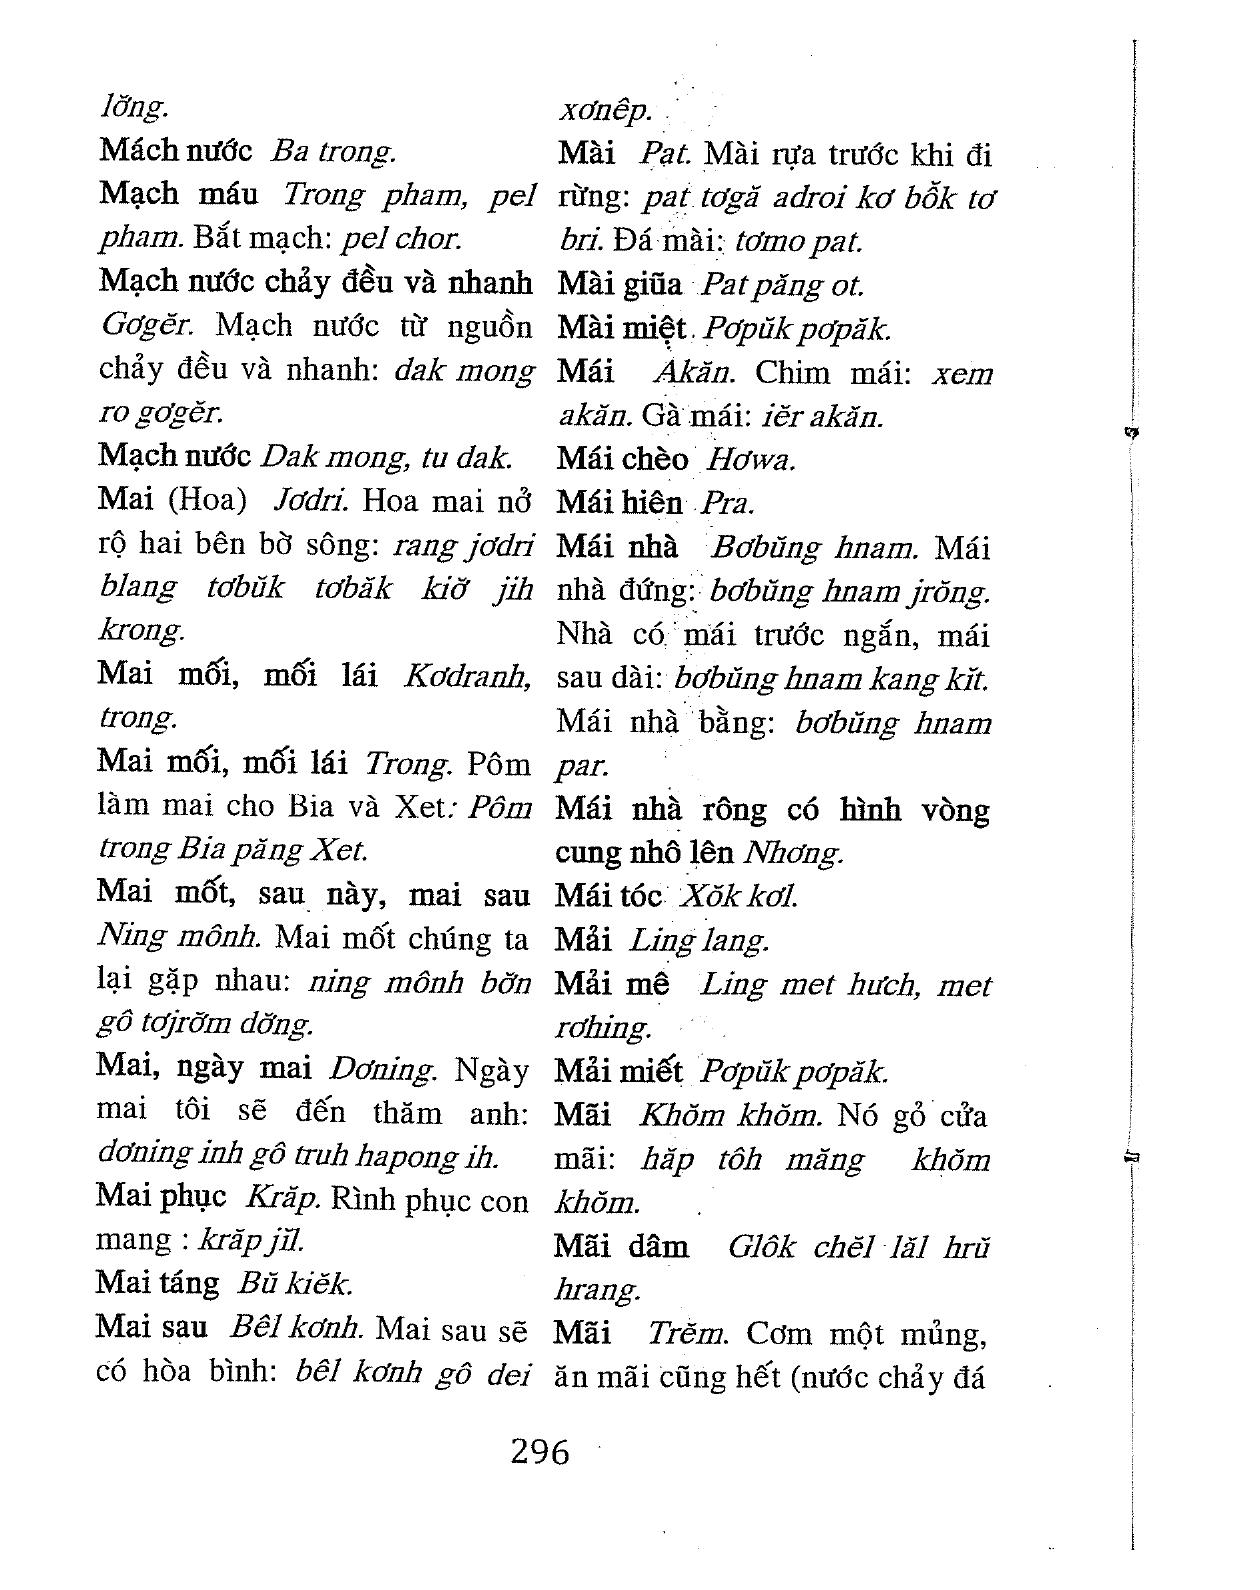 lỡng.
Mách nước Ba trong.
Mạch máu Trong pham, pel
pham. Bắt mạch: pel chor.
Mạch nước chảy đều và nhanh
Gơgĕr. Mạch nước từ nguồn
chảy đều và nhanh: dak mong
ro gơgĕr.
Mạch nước Dak mong, tu dak.
Mai (Hoa) Jơdri. Hoa mai nở
rộ hai bên bờ sông: rang jơdri
blang tơbŭk tơbăk kiơ̆ jih
krong.
Mai mối, mối lái Kơdranh,
trong.
Mai mối, mối lái Trong. Pôm
làm mai cho Bia và Xet: Pôm
trong Bia păng Xet.
Mai mốt, sau này, mai sau
Ning mônh. Mai mốt chúng ta
lại gặp nhau: ning mônh bơ̆n
gô tơjrơ̆m dơ̆ng.
Mai, ngày mai Dơning. Ngày
mai tôi sẽ đến thăm anh:
dơning inh gô truh hapong ih.
Mai phục Krăp. Rình phục con
mang : krăp jĭl.
Mai táng Bŭ kiĕk.
Mai sau Bêl kơnh. Mai sau sẽ
có hòa bình: bêl kơnh gô dei
xơnêp.
Mài Pat. Mài rựa trước khi đi
rừng: pat tơgă adroi kơ bô̆k tơ
bri. Đá mài: tơmo pat.
Mài giũa Pat păng ot.
Mài miệt. Pơpŭk pơpăk.
Mái Akăn. Chim mái: xem
akăn. Gà mái: iĕr akăn.
Mái chèo Hơwa.
Mái hiên Pra.
Mái nhà Bơbŭng hnam. Mái
nhà đứng: bơbŭng hnam jrŏng.
Nhà có mái trước ngắn, mái
sau dài: bơbŭng hnam kang kĭt.
Mái nhà bằng: bơbŭng hnam
par.
Mái nhà rông có hình vòng
cung nhô lên Nhơng.
Mái tóc Xŏk kơl.
Mải Ling lang.
Mải mê Ling met hưch, met
rơhing.
Mải miết Pơpŭk pơpăk.
Mãi Khŏm khŏm. Nó gỏ cửa
mãi: hăp tôh măng khŏm
khŏm.
Mãi dâm Glôk chĕl lăl hrŭ
hrang.
Mãi Trĕm. Cơm một mủng,
ăn mãi cũng hết (nước chảy đá
296